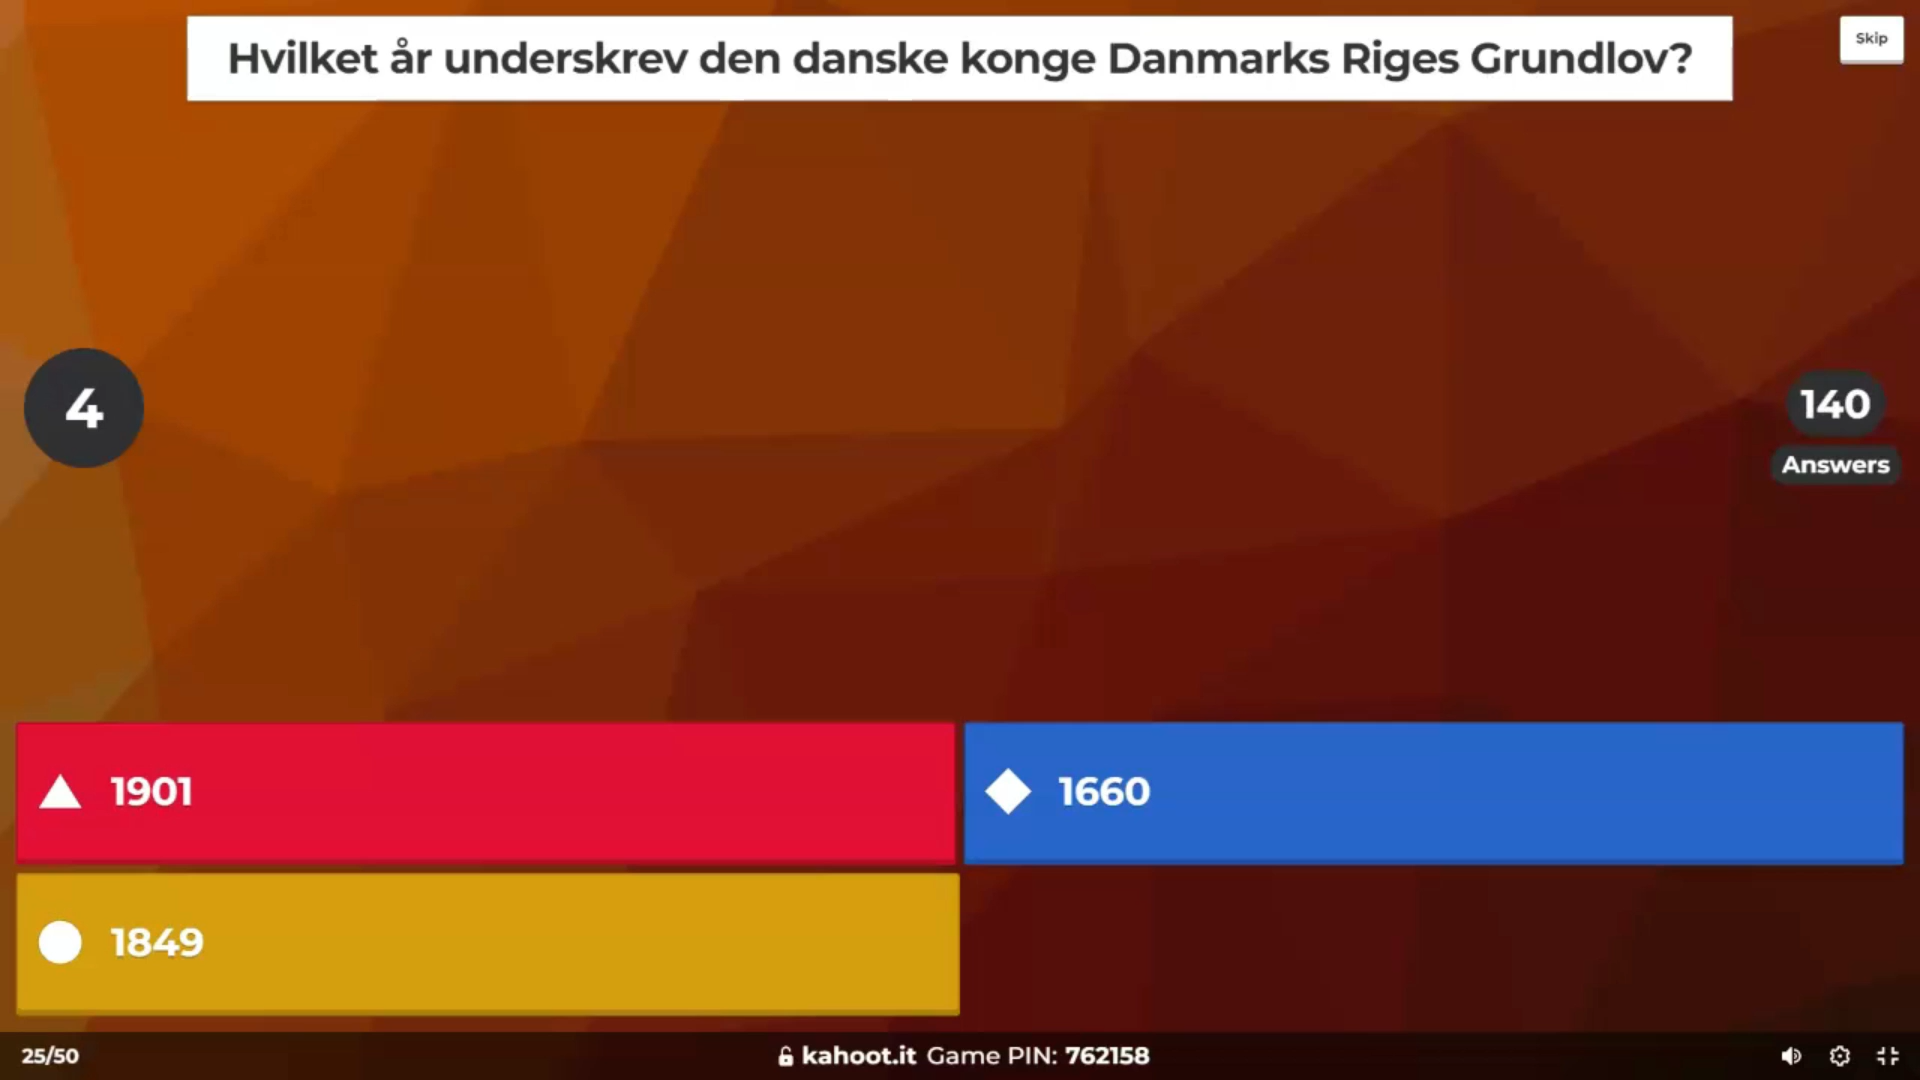 Hvilket år underskrev den danske konge Danmarks Riges Grundlov?
Skip
4
140
Answers
1901
1660
1849
25/50
kahoot.it Game PIN: 762158